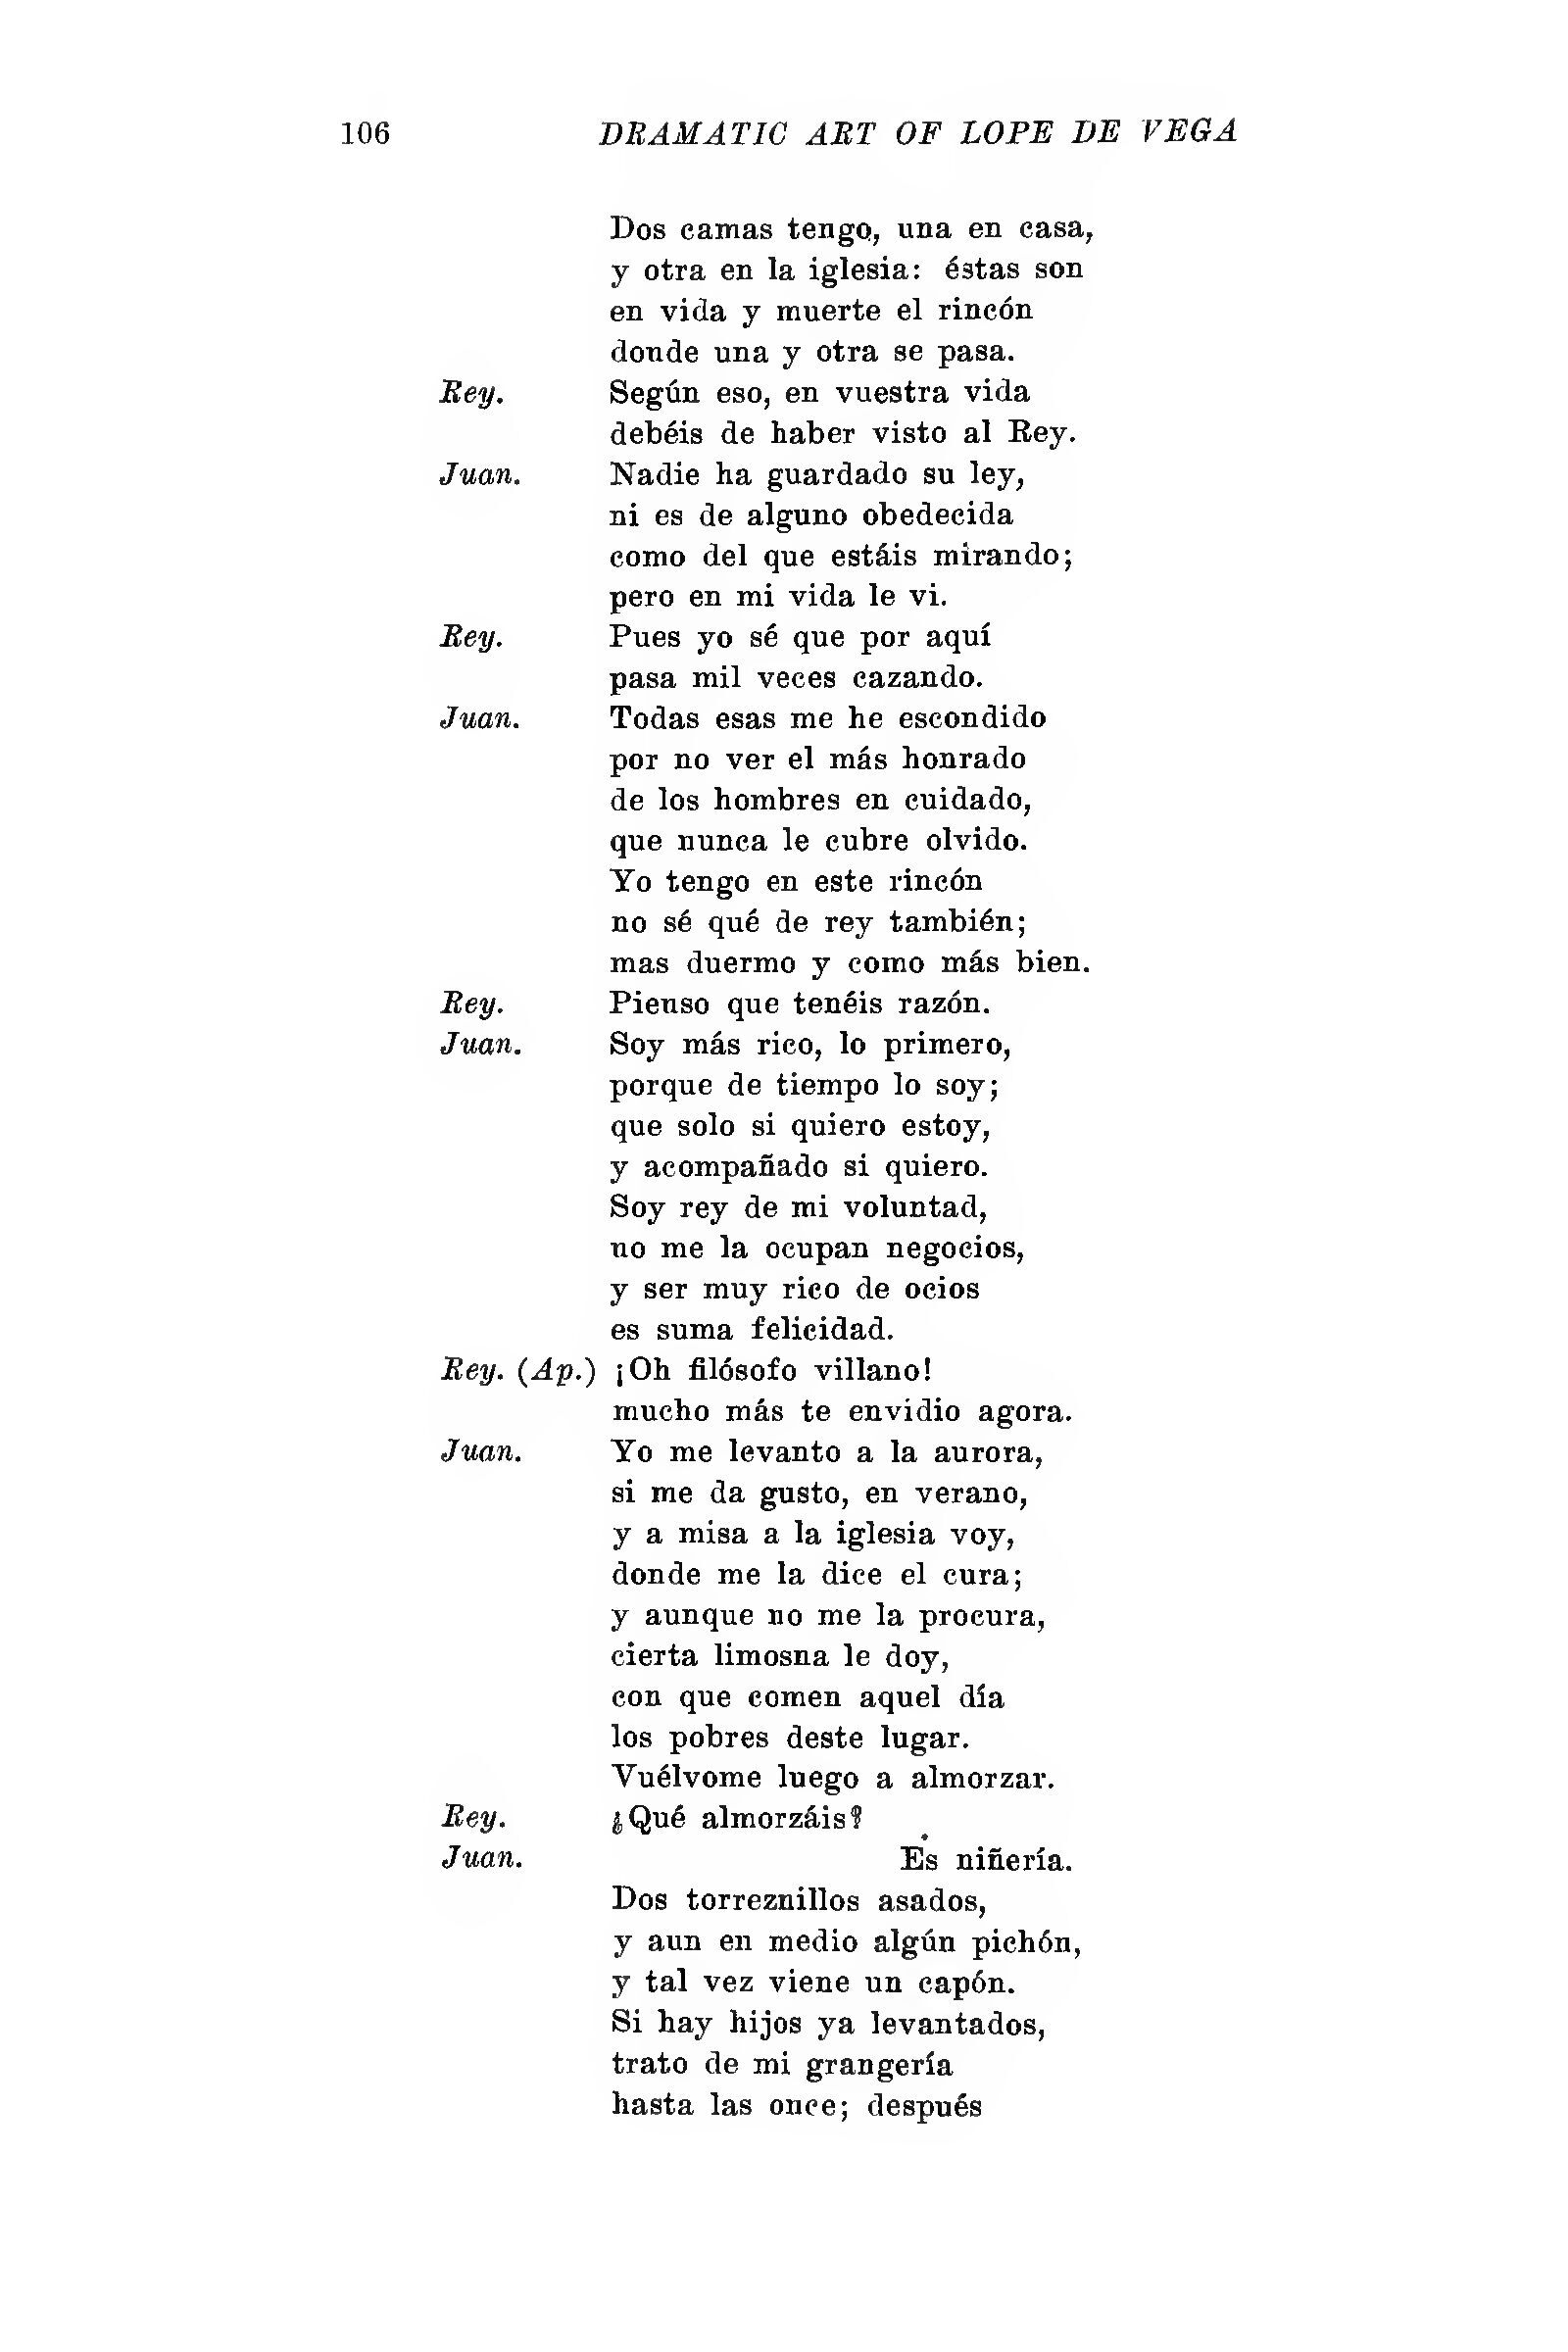 106 DRAMATIC ART OF LOPE DE VEGA
Dos camas tengo, una en casa,
y otra en la iglesia: éstas son
en vida y muerte el rincón
donde una y otra se pasa.
Rey. Según eso, en vuestra vida
debéis de haber visto al Rey.
Juan. Nadie ha guardado su ley,
ni es de alguno obedecida
como del que estáis mirando;
pero en mi vida le vi.
Rey. Pues yo sé que por aquí
pasa mil veces cazando.
Juan. Todas esas me he escondido
por no ver el más honrado
de los hombres en cuidado,
que nunca le cubre olvido.
Yo tengo en este rincón
no sé qué de rey también;
mas duermo y como más bien.
Rey. Pienso que tenéis razón.
Juan. Soy más rico, lo primero,
porque de tiempo lo soy;
que solo si quiero estoy,
y acompañado si quiero.
Soy rey de mi voluntad,
no me la ocupan negocios,
y ser muy rico de ocios
es suma felicidad.
Rey. (Ap.) ¡Oh filósofo villano!
mucho más te envidio agora.
Juan. Yo me levanto a la aurora,
si me da gusto, en verano,
y a misa a la iglesia voy,
donde me la dice el cura;
y aunque no me la procura,
cierta limosna le doy,
con que comen aquel día
los pobres deste lugar.
Vuélvome luego a almorzar.
Rey. ¿Qué almorzáis?
Juan. Es niñería.
Dos torreznillos asados,
y aun en medio algún pichón,
y tal vez viene un capón.
Si hay hijos ya levantados,
trato de mi grangería
hasta las once; después